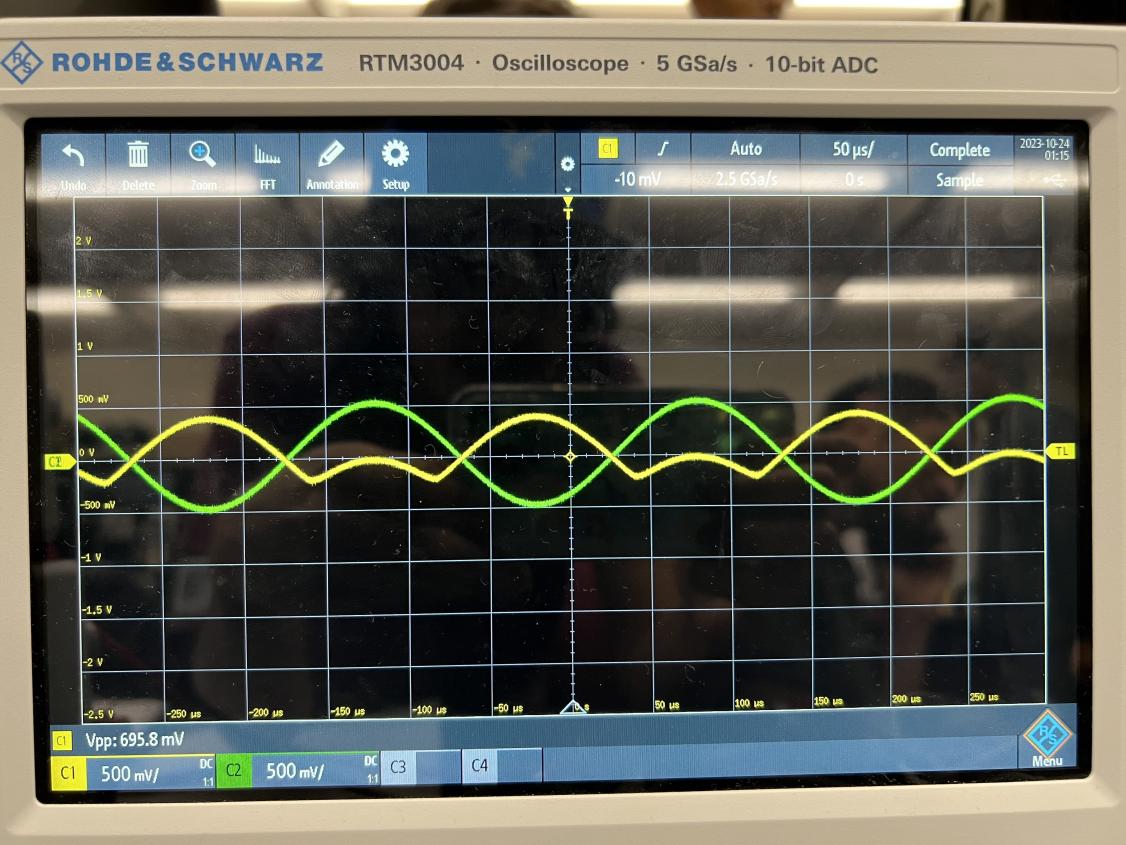 ROHDE&SCHWARZ RTM3004 · Oscilloscope · 5 GSa/s · 10-bit ADC
Undo Delete Zoom FFT Annotation Setup
C1 Auto 50 µs/ Complete 2023-10-24
01:15
-10 mV 2.5 GSa/s 0 s Sample
T
2 V
1.5 V
1 V
500 mV
0 V
TL
-500 mV
-1 V
-1.5 V
-2 V
-2.5 V -250 µs -200 µs -150 µs -100 µs -50 µs 0 s 50 µs 100 µs 150 µs 200 µs 250 µs
C1 Vpp: 695.8 mV
R/S
Menu
C1 500 mV/ DC 1:1 C2 500 mV/ DC 1:1 C3 C4